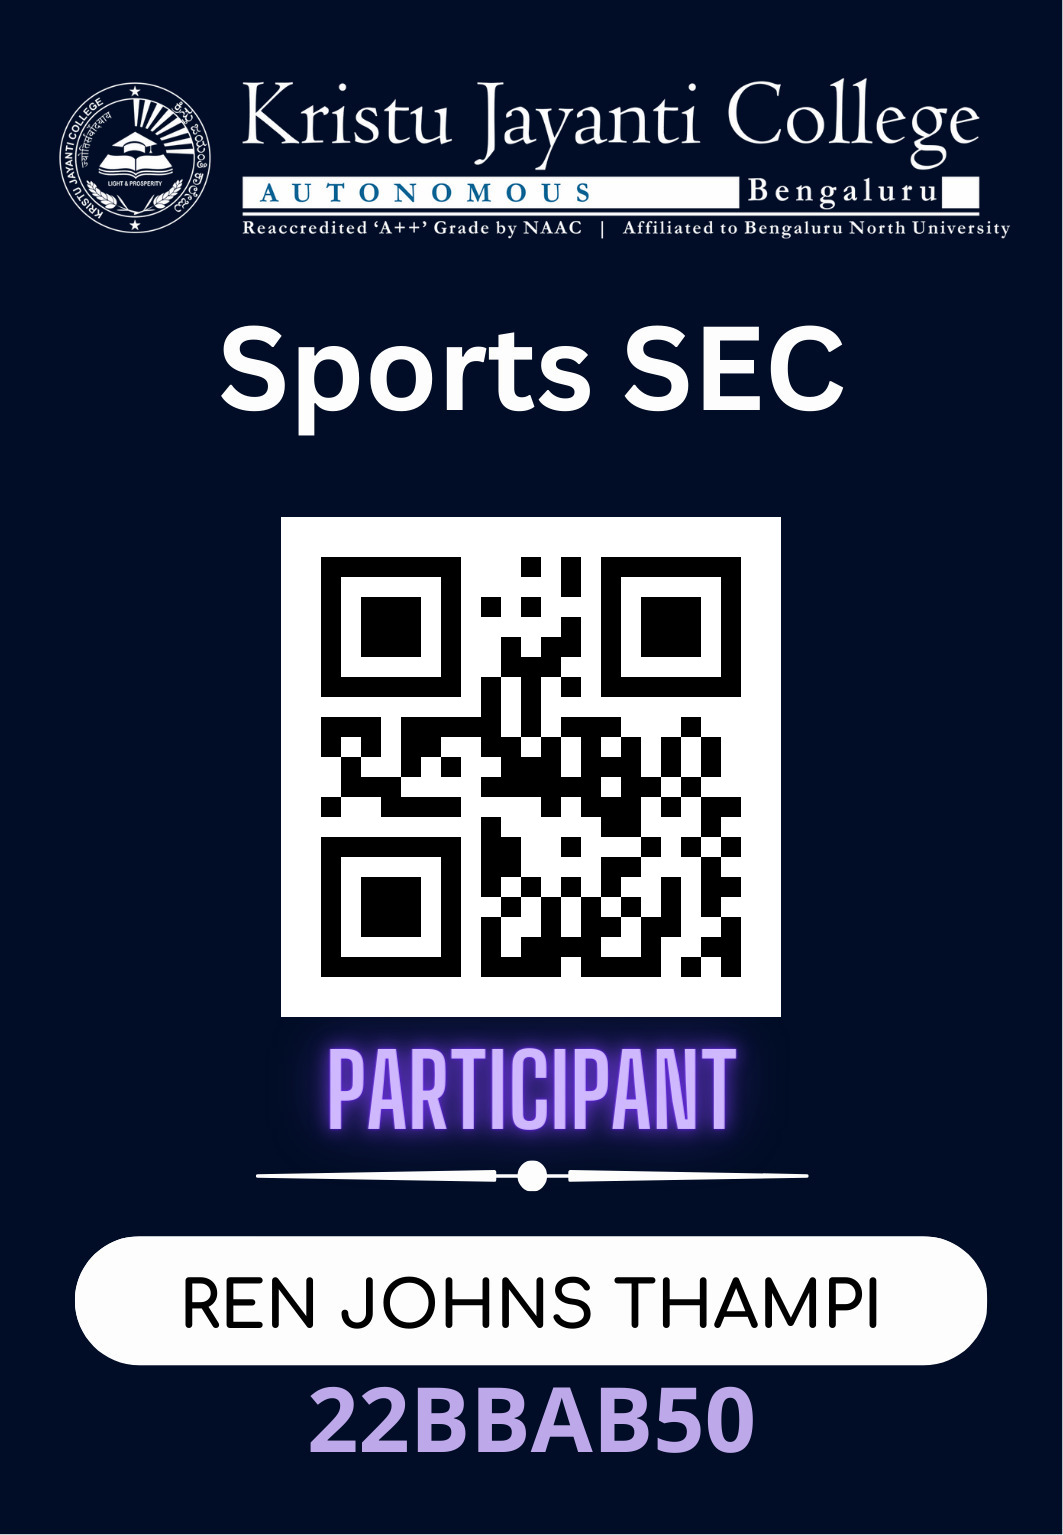 Kristu Jayanti College
AUTONOMOUS Bengaluru
Reaccredited ‘A++’ Grade by NAAC | Affiliated to Bengaluru North University
KRISTU JAYANTI COLLEGE
LIGHT & PROSPERITY
Sports SEC
PARTICIPANT
REN JOHNS THAMPI
22BBAB50